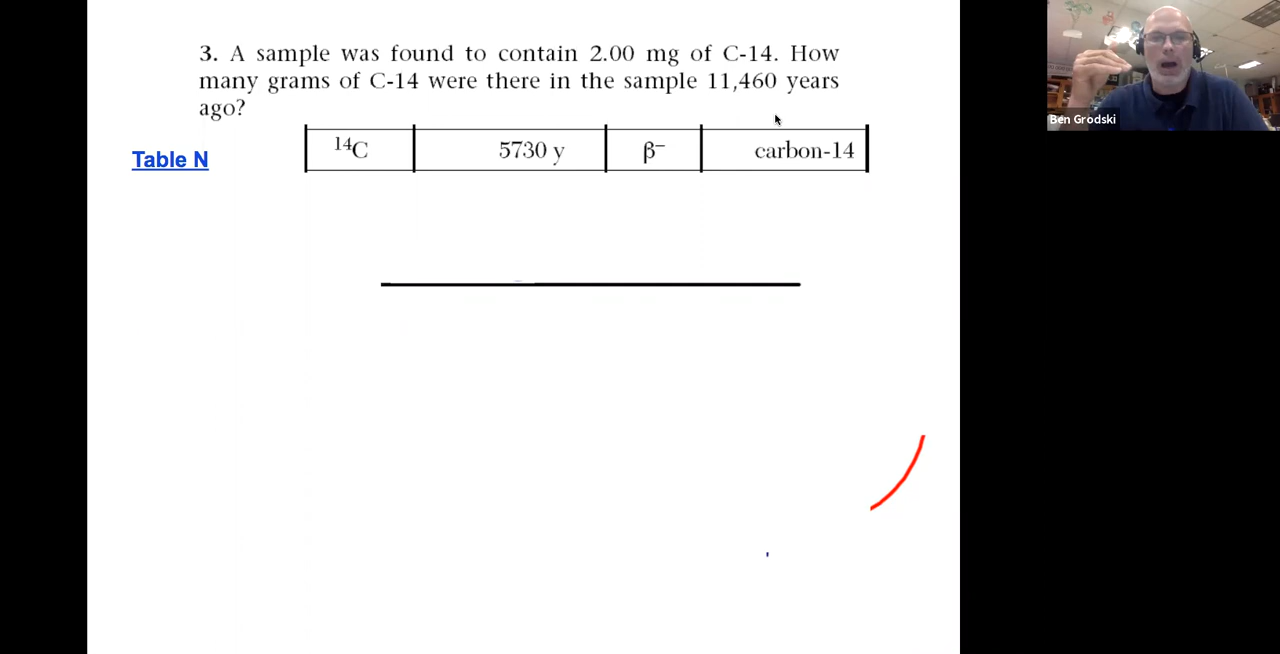 3. A sample was found to contain 2.00 mg of C-14. How
many grams of C-14 were there in the sample 11,460 years
ago?
Table N
¹⁴C 5730 y β⁻ carbon-14
Ben Grodski